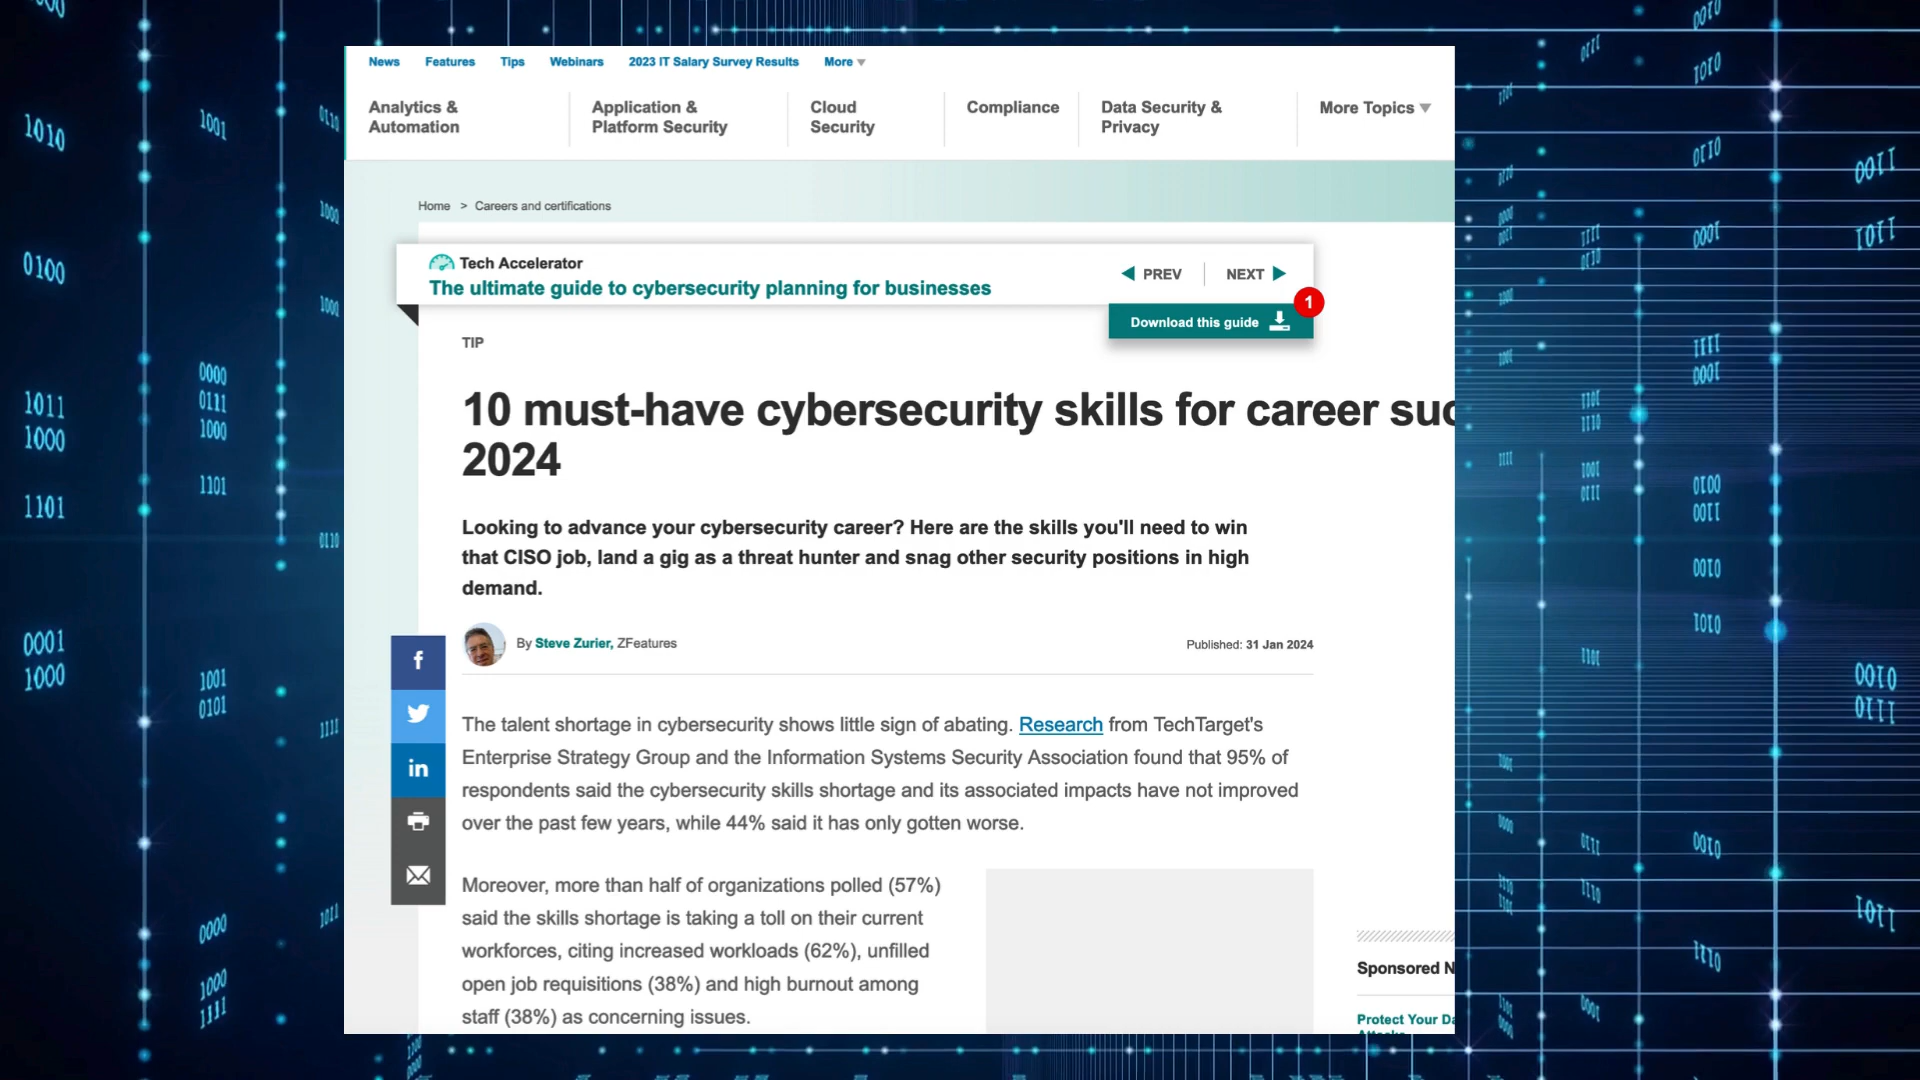 News Features Tips Webinars 2023 IT Salary Survey Results More
Analytics & Automation
Application & Platform Security
Cloud Security
Compliance
Data Security & Privacy
More Topics
Home > Careers and certifications
Tech Accelerator
The ultimate guide to cybersecurity planning for businesses
PREV NEXT
1
Download this guide
TIP
10 must-have cybersecurity skills for career suc
2024
Looking to advance your cybersecurity career? Here are the skills you'll need to win
that CISO job, land a gig as a threat hunter and snag other security positions in high
demand.
By Steve Zurier, ZFeatures
Published: 31 Jan 2024
f
in
The talent shortage in cybersecurity shows little sign of abating. Research from TechTarget's
Enterprise Strategy Group and the Information Systems Security Association found that 95% of
respondents said the cybersecurity skills shortage and its associated impacts have not improved
over the past few years, while 44% said it has only gotten worse.
Moreover, more than half of organizations polled (57%)
said the skills shortage is taking a toll on their current
workforces, citing increased workloads (62%), unfilled
open job requisitions (38%) and high burnout among
staff (38%) as concerning issues.
Sponsored N
Protect Your Da
1010
0100
1011
1000
1101
0001
1000
1001
0000
0111
1000
1101
1001
0101
0000
1000
1111